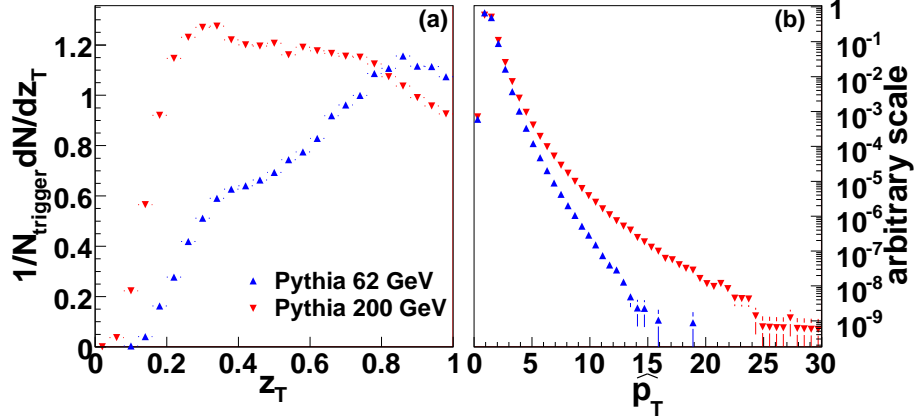 (a)
1/N_trigger dN/dz_T
1.2
1
0.8
0.6
0.4
0.2
0
Pythia 62 GeV
Pythia 200 GeV
0 0.2 0.4 0.6 0.8 1
z_T
(b)
1
10^-1
10^-2
10^-3
10^-4
10^-5
10^-6
10^-7
10^-8
10^-9
arbitrary scale
0 5 10 15 20 25 30
p̂_T